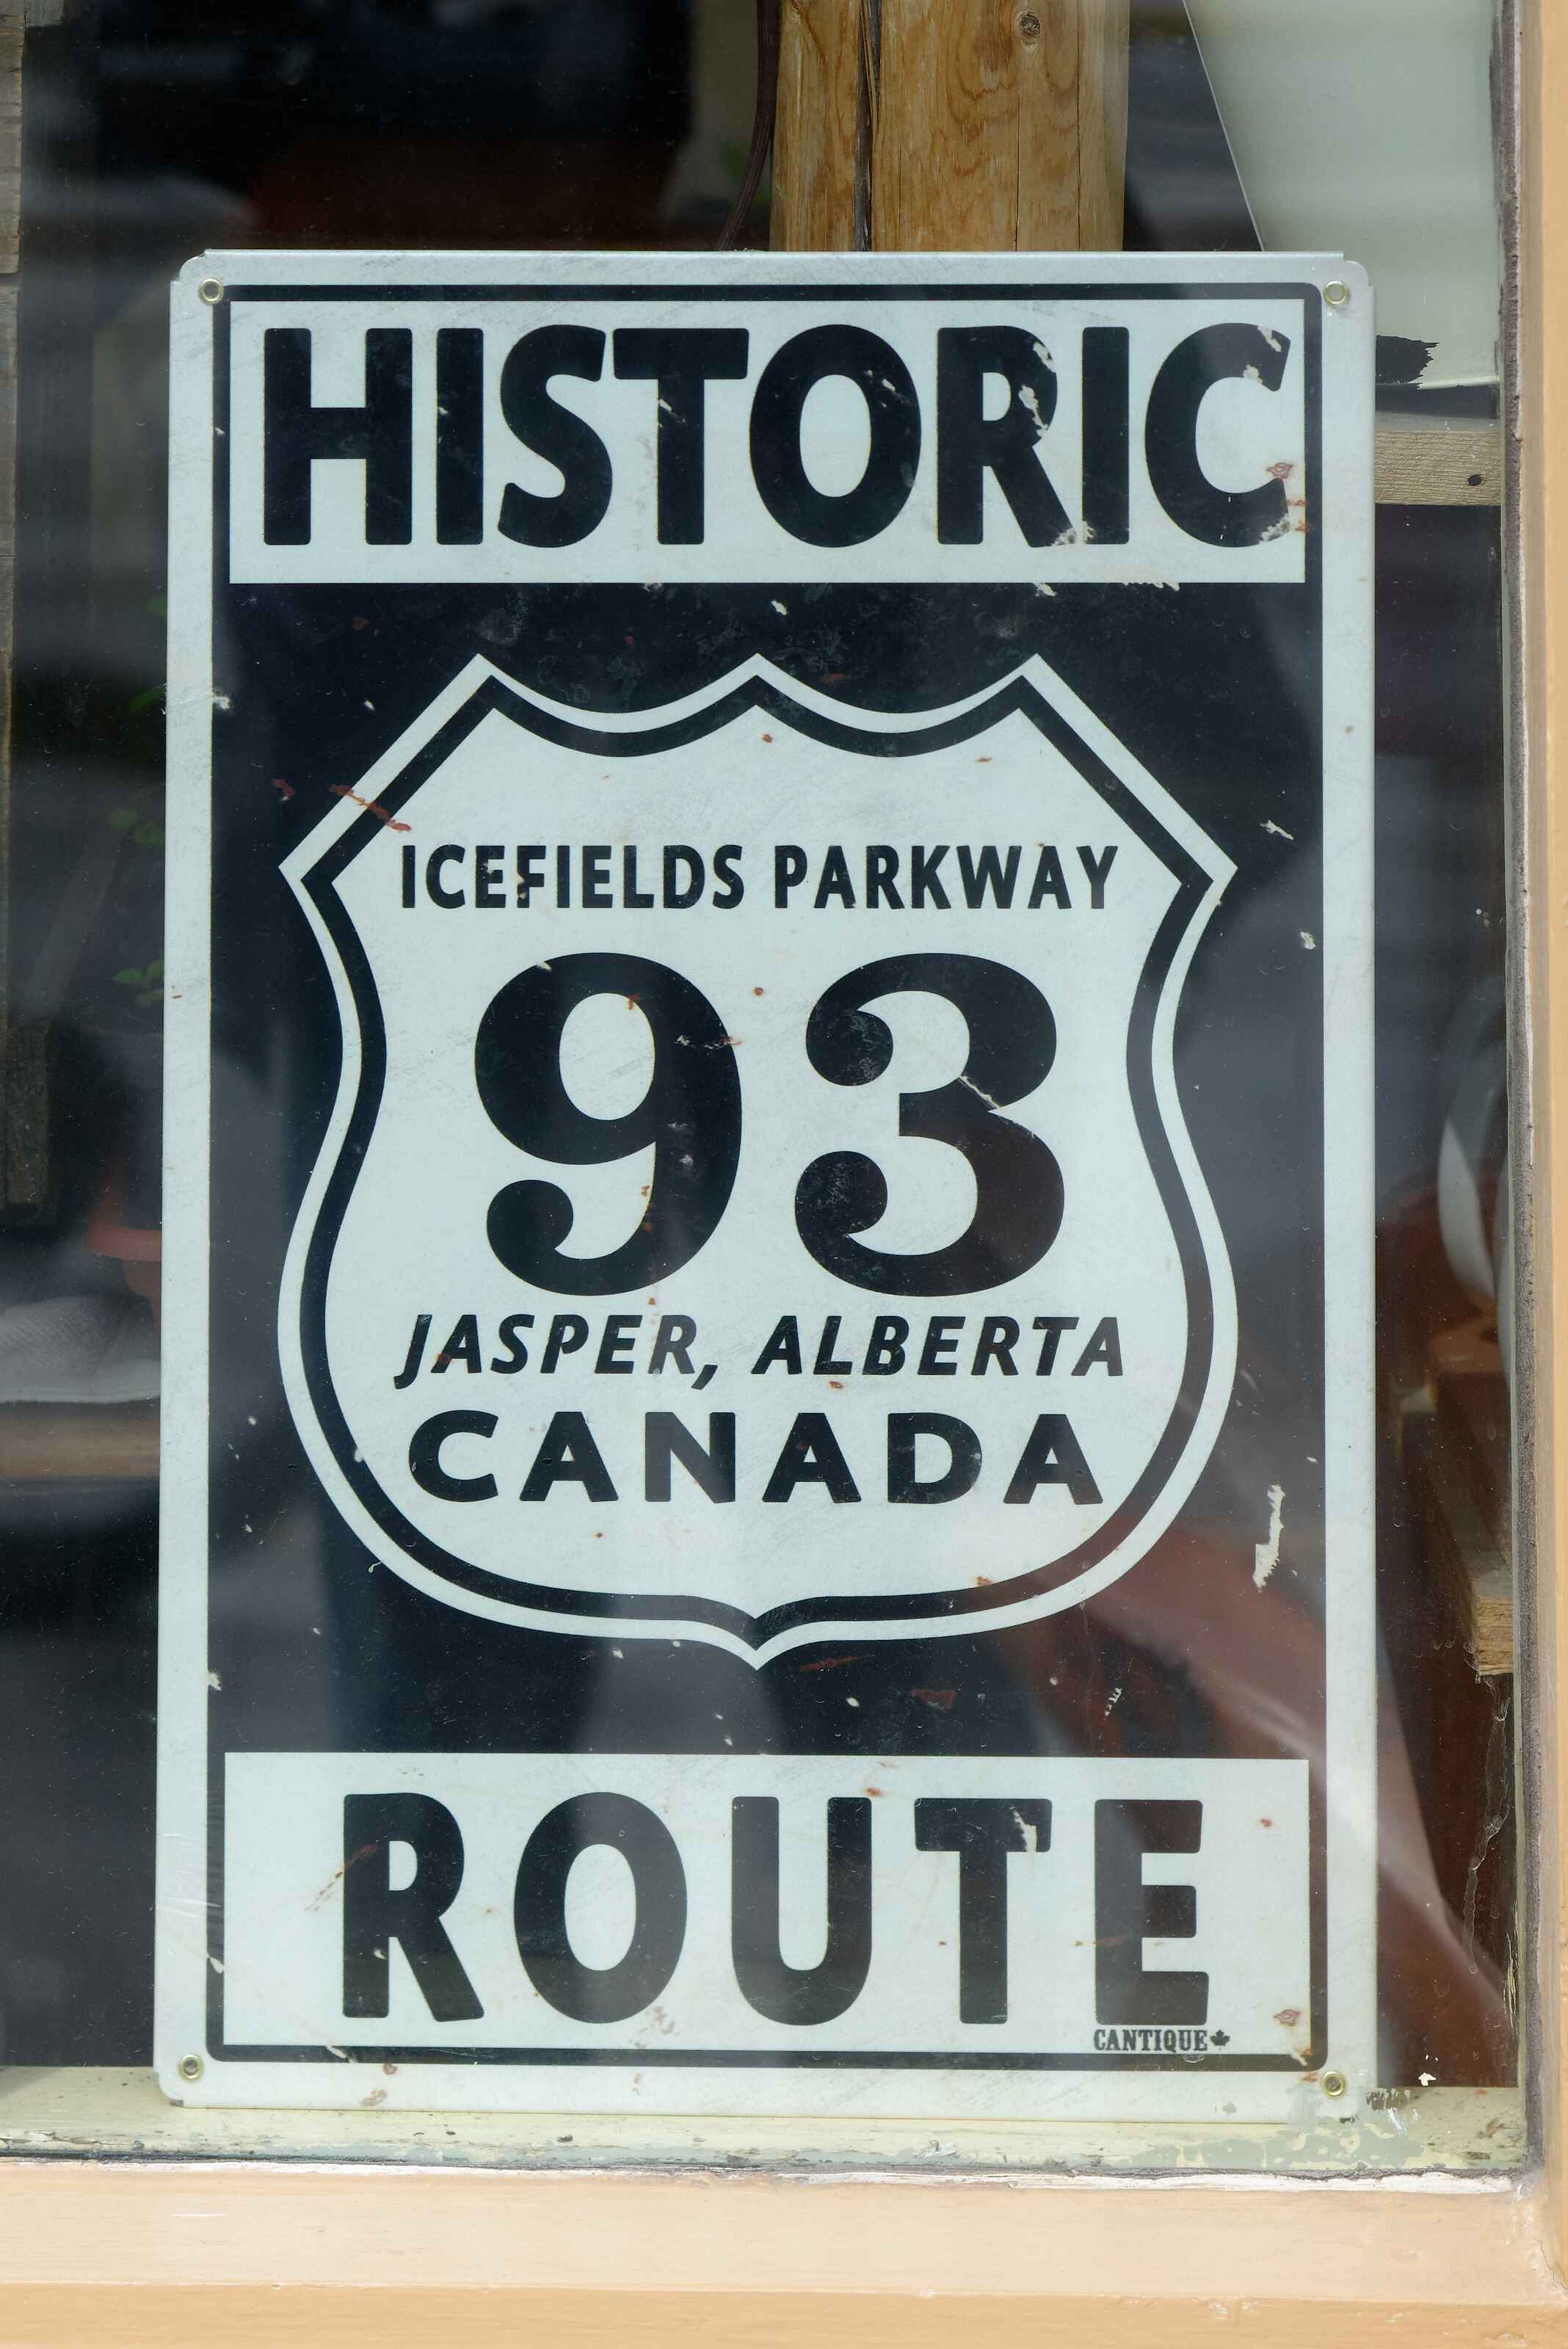 HISTORIC
ICEFIELDS PARKWAY
93
JASPER, ALBERTA
CANADA
ROUTE
CANTIQUE